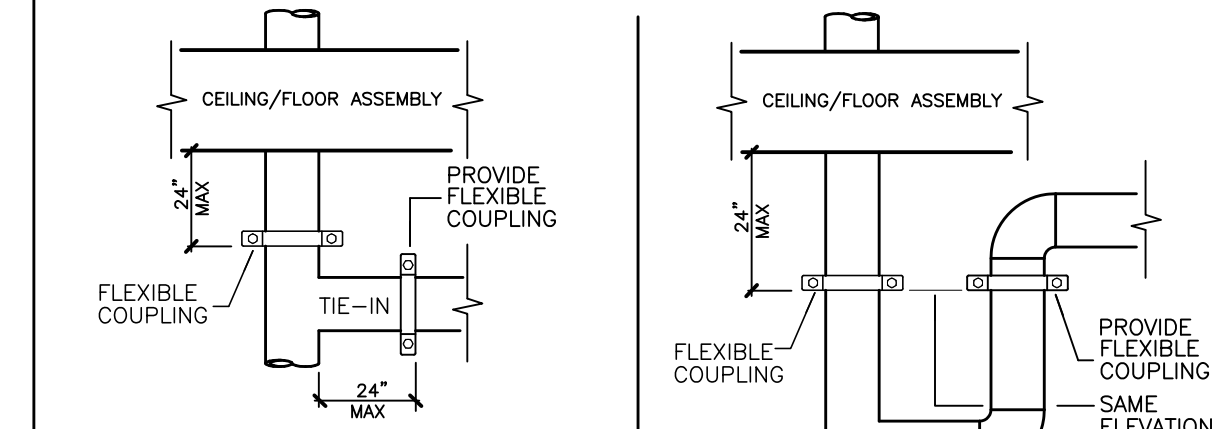 CEILING/FLOOR ASSEMBLY
24"
MAX
PROVIDE
FLEXIBLE
COUPLING
FLEXIBLE
COUPLING
TIE-IN
24"
MAX
CEILING/FLOOR ASSEMBLY
24"
MAX
FLEXIBLE
COUPLING
PROVIDE
FLEXIBLE
COUPLING
SAME
ELEVATION